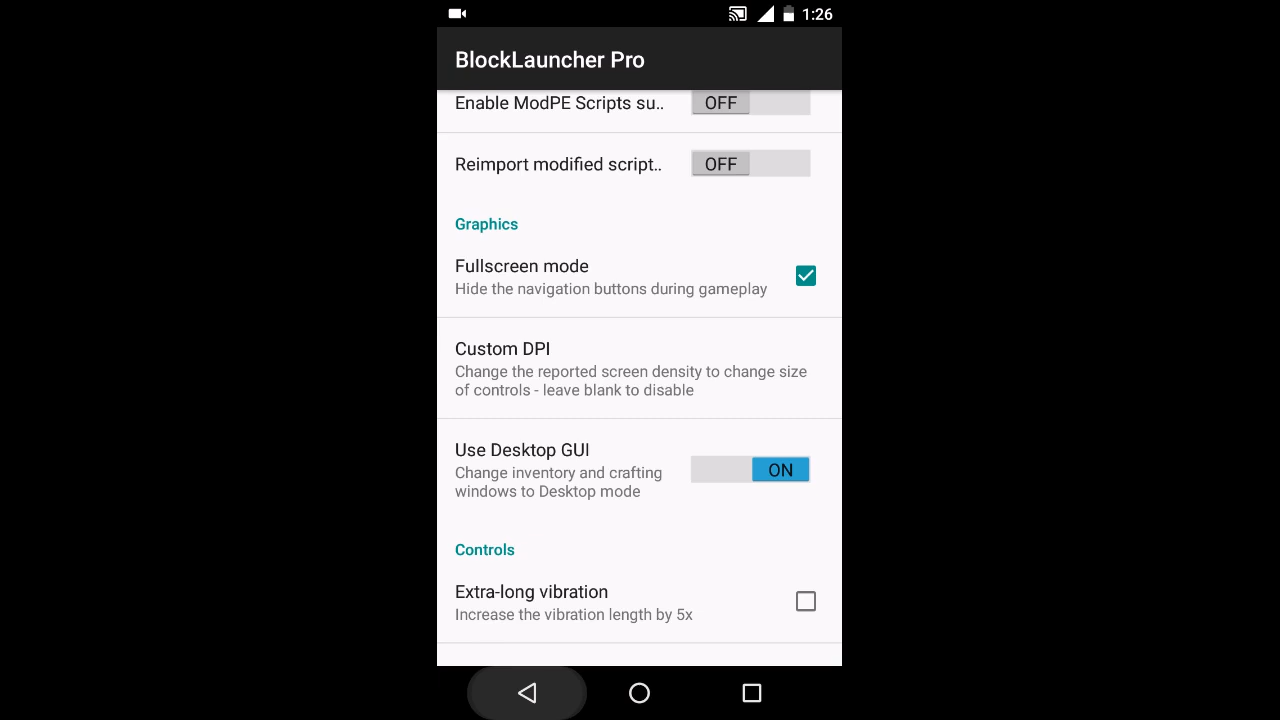 1:26
BlockLauncher Pro
Enable ModPE Scripts su..
OFF
Reimport modified script..
OFF
Graphics
Fullscreen mode
Hide the navigation buttons during gameplay
Custom DPI
Change the reported screen density to change size
of controls - leave blank to disable
Use Desktop GUI
Change inventory and crafting
windows to Desktop mode
ON
Controls
Extra-long vibration
Increase the vibration length by 5x